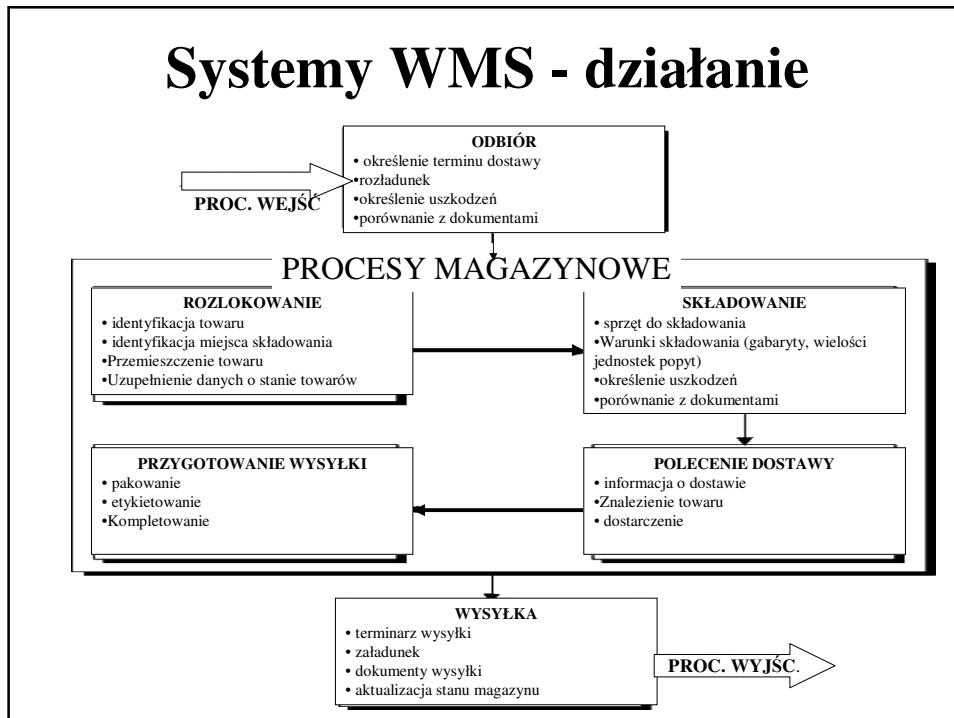 Systemy WMS - działanie
PROC. WEJŚĆ
ODBIÓR
• określenie terminu dostawy
•rozładunek
•określenie uszkodzeń
•porównanie z dokumentami
PROCESY MAGAZYNOWE
ROZLOKOWANIE
• identyfikacja towaru
• identyfikacja miejsca składowania
•Przemieszczenie towaru
•Uzupełnienie danych o stanie towarów
SKŁADOWANIE
• sprzęt do składowania
•Warunki składowania (gabaryty, wielości
jednostek popyt)
•określenie uszkodzeń
•porównanie z dokumentami
POLECENIE DOSTAWY
• informacja o dostawie
•Znalezienie towaru
• dostarczenie
PRZYGOTOWANIE WYSYŁKI
• pakowanie
• etykietowanie
•Kompletowanie
WYSYŁKA
• terminarz wysyłki
• załadunek
• dokumenty wysyłki
• aktualizacja stanu magazynu
PROC. WYJŚC.